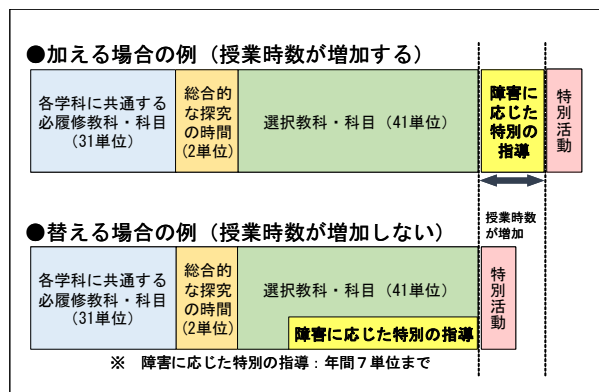 ●加える場合の例（授業時数が増加する）
各学科に共通する
必履修教科・科目
(31単位)
総合的
な探究
の時間
(2単位)
選択教科・科目（41単位）
障害に
応じた
特別の
指導
特別活動
授業時数
が増加
●替える場合の例（授業時数が増加しない）
各学科に共通する
必履修教科・科目
(31単位)
総合的
な探究
の時間
(2単位)
選択教科・科目（41単位）
障害に応じた特別の指導
特別活動
※　障害に応じた特別の指導：年間７単位まで